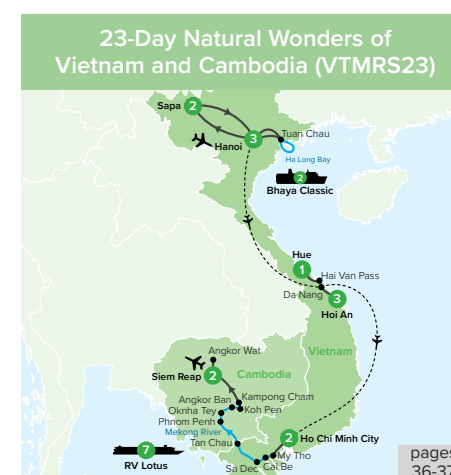 23-Day Natural Wonders of
Vietnam and Cambodia (VTMRS23)
Sapa
2
3
Hanoi
Tuan Chau
Ha Long Bay
2
Bhaya Classic
Hue
1
Hai Van Pass
Da Nang
3
Hoi An
Angkor Wat
Vietnam
Siem Reap
2
Cambodia
Angkor Ban
Kampong Cham
Oknha Tey
Koh Pen
Phnom Penh
Mekong River
Tan Chau
2
Ho Chi Minh City
7
RV Lotus
My Tho
Sa Dec
Cai Be
pages
36-37